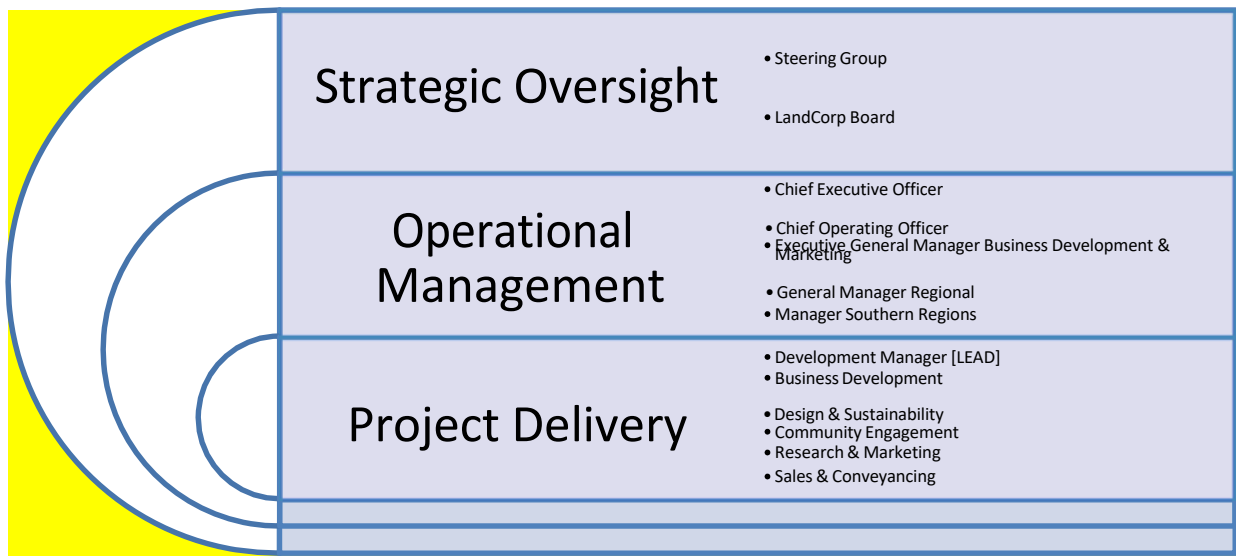 Strategic Oversight
• Steering Group
• LandCorp Board
Operational
Management
• Chief Executive Officer
• Chief Operating Officer
• Executive General Manager Business Development &
Marketing
• General Manager Regional
• Manager Southern Regions
Project Delivery
• Development Manager [LEAD]
• Business Development
• Design & Sustainability
• Community Engagement
• Research & Marketing
• Sales & Conveyancing